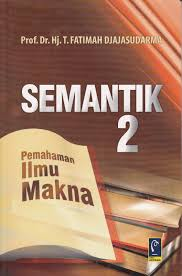 Prof. Dr. Hj. T. FATIMAH DJAJASUDARMA
SEMANTIK
2
Pemahaman
Ilmu
Makna